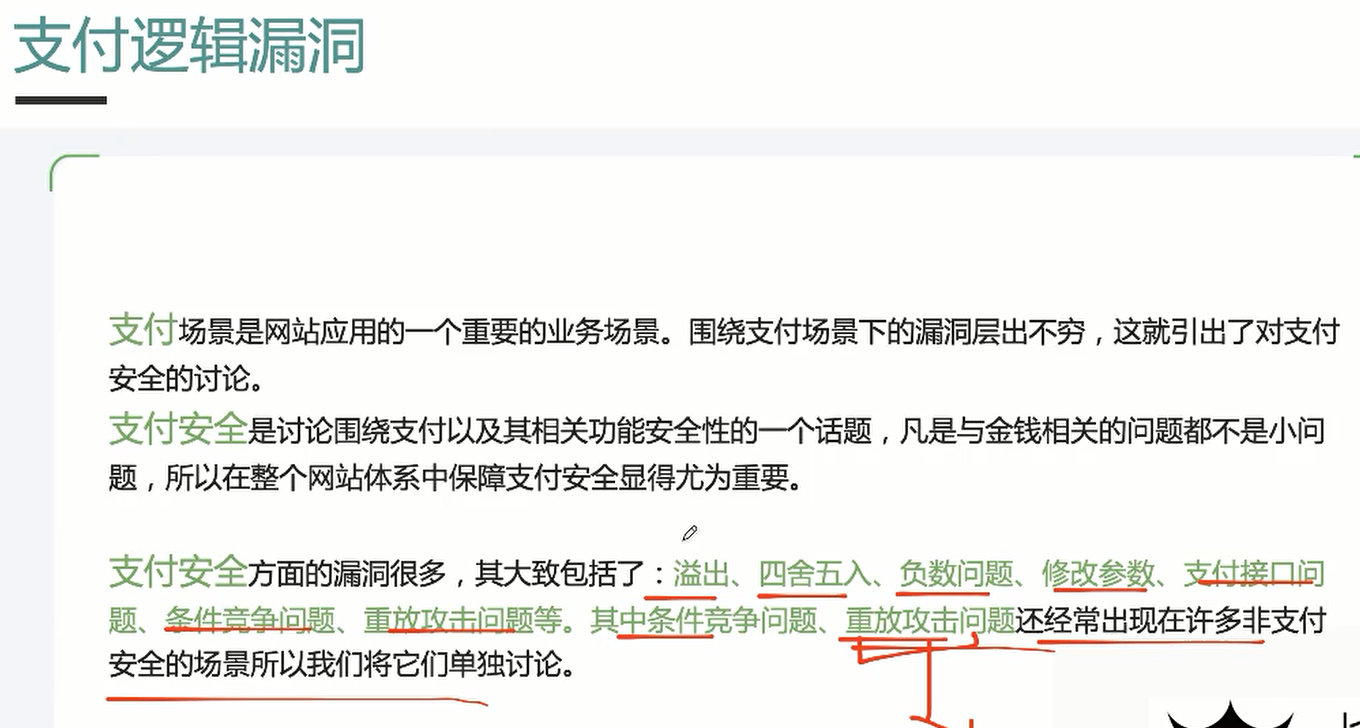 支付逻辑漏洞
支付场景是网站应用的一个重要的业务场景。围绕支付场景下的漏洞层出不穷，这就引出了对支付
安全的讨论。
支付安全是讨论围绕支付以及其相关功能安全性的一个话题，凡是与金钱相关的问题都不是小问
题，所以在整个网站体系中保障支付安全显得尤为重要。
支付安全方面的漏洞很多，其大致包括了：溢出、四舍五入、负数问题、修改参数、支付接口问
题、条件竞争问题、重放攻击问题等。其中条件竞争问题、重放攻击问题还经常出现在许多非支付
安全的场景所以我们将它们单独讨论。